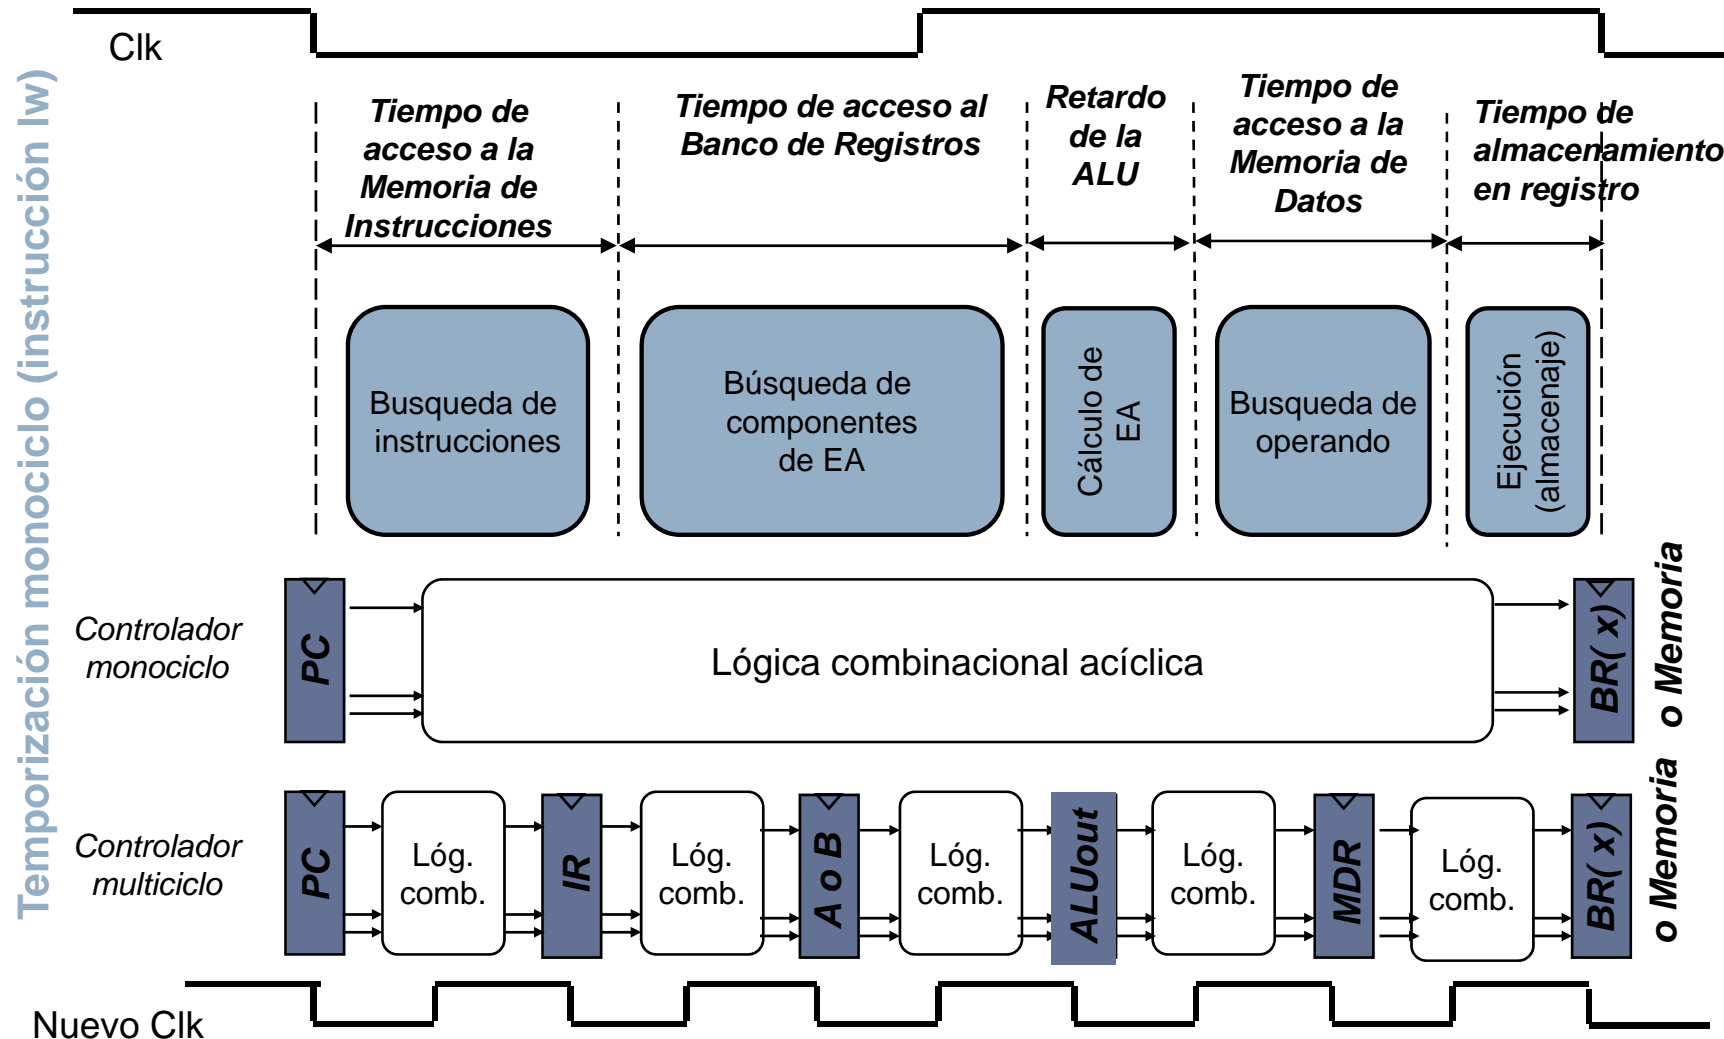 Clk
Temporización monociclo (instrucción lw)
Tiempo de
acceso a la
Memoria de
Instrucciones
Tiempo de acceso al
Banco de Registros
Retardo
de la
ALU
Tiempo de
acceso a la
Memoria de
Datos
Tiempo de
almacenamiento
en registro
Busqueda de
instrucciones
Búsqueda de
componentes
de EA
Cálculo de
EA
Busqueda de
operando
Ejecución
(almacenaje)
Controlador
monociclo
PC
Lógica combinacional acíclica
BR( x)
o Memoria
Controlador
multiciclo
PC
Lóg.
comb.
IR
Lóg.
comb.
A o B
Lóg.
comb.
ALUout
Lóg.
comb.
MDR
Lóg.
comb.
BR( x)
o Memoria
Nuevo Clk